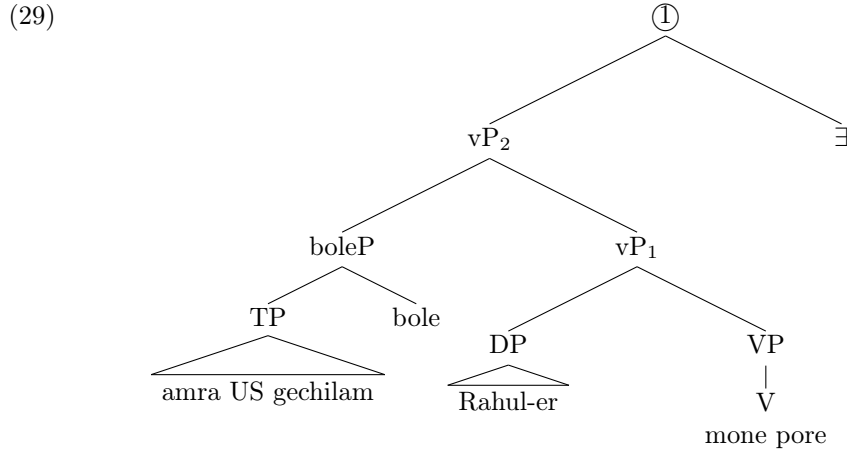 (29)
①
vP₂ ∃
boleP vP₁
TP bole
DP VP
amra US gechilam
Rahul-er V
mone pore